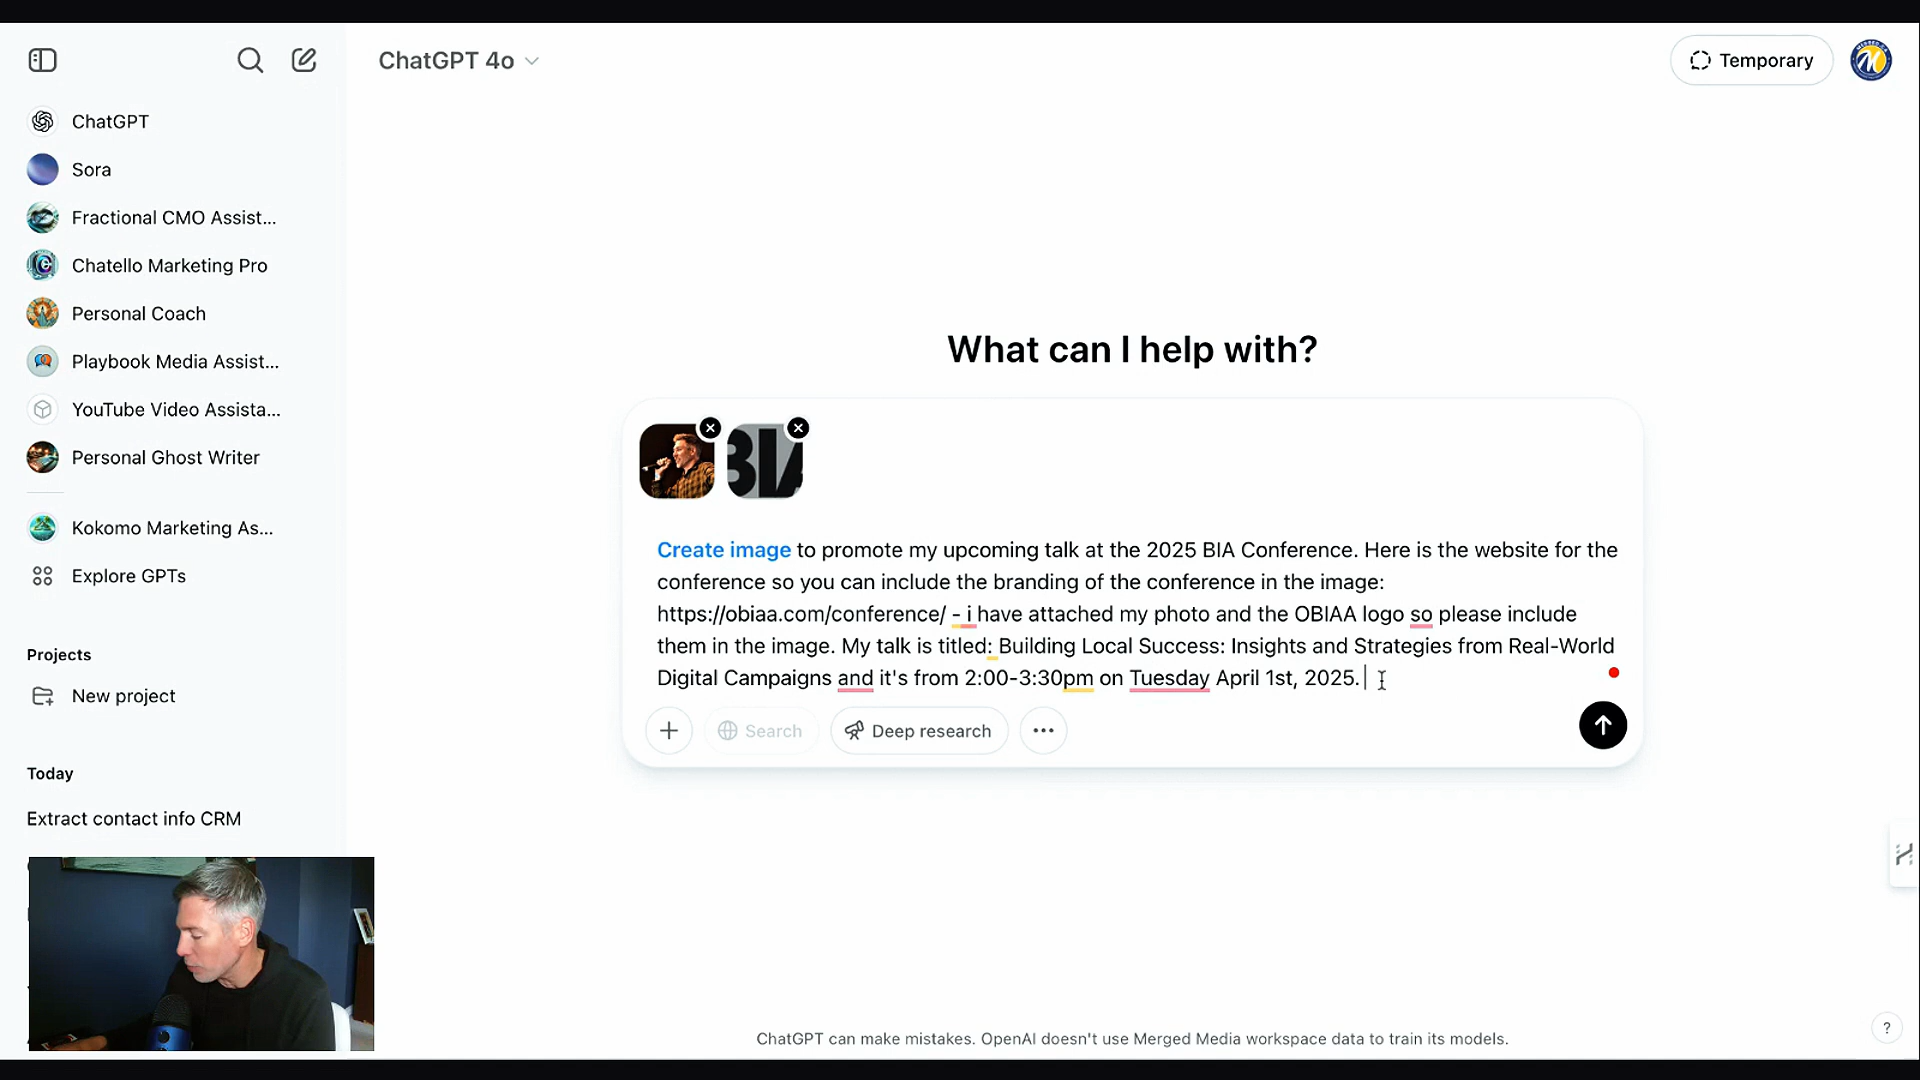 ChatGPT 4o
Temporary
ChatGPT
Sora
Fractional CMO Assist...
Chatello Marketing Pro
Personal Coach
Playbook Media Assist...
YouTube Video Assista...
Personal Ghost Writer
Kokomo Marketing As...
Explore GPTs
Projects
New project
Today
Extract contact info CRM
What can I help with?
BIA
Create image to promote my upcoming talk at the 2025 BIA Conference. Here is the website for the
conference so you can include the branding of the conference in the image:
https://obiaa.com/conference/ - i have attached my photo and the OBIAA logo so please include
them in the image. My talk is titled: Building Local Success: Insights and Strategies from Real-World
Digital Campaigns and it's from 2:00-3:30pm on Tuesday April 1st, 2025.
Search
Deep research
ChatGPT can make mistakes. OpenAI doesn't use Merged Media workspace data to train its models.
?